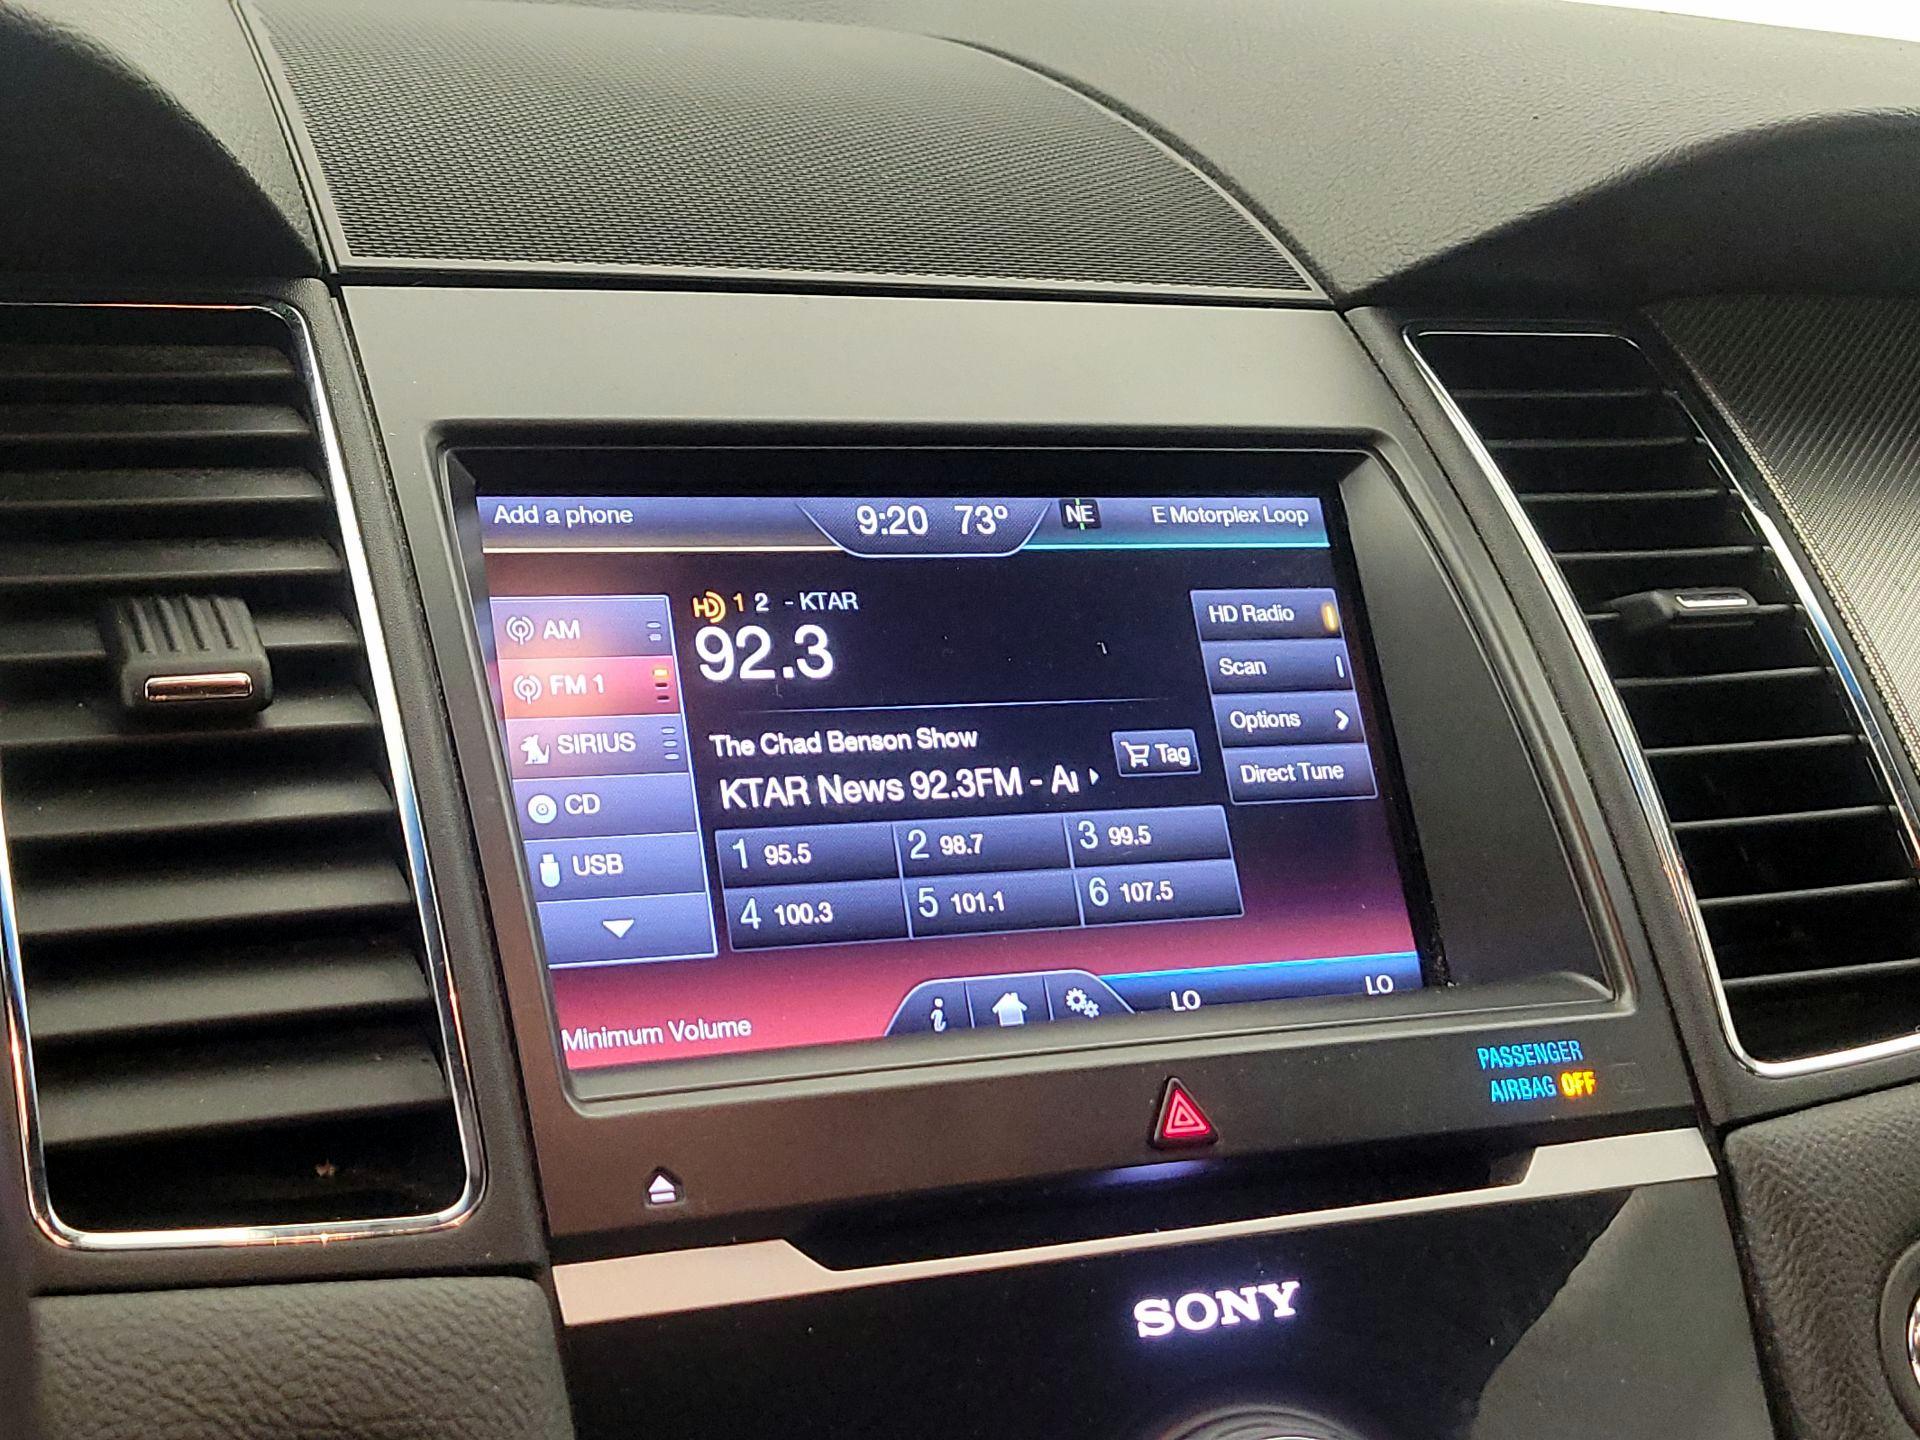 Add a phone
9:20 73°
NE
E Motorplex Loop
AM
FM 1
SIRIUS
CD
USB
HD 1 2 - KTAR
92.3
The Chad Benson Show
KTAR News 92.3FM - Ar
Tag
1 95.5
2 98.7
3 99.5
4 100.3
5 101.1
6 107.5
HD Radio
Scan
Options
Direct Tune
Minimum Volume
i
LO
LO
PASSENGER
AIRBAG OFF
SONY